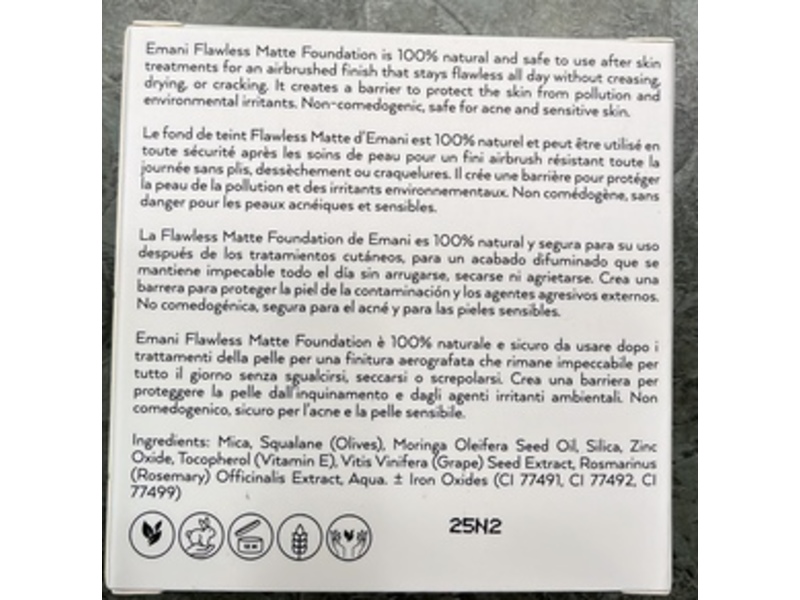 Emani Flawless Matte Foundation is 100% natural and safe to use after skin
treatments for an airbrushed finish that stays flawless all day without creasing,
drying, or cracking. It creates a barrier to protect the skin from pollution and
environmental irritants. Non-comedogenic, safe for acne and sensitive skin.
Le fond de teint Flawless Matte d'Emani est 100% naturel et peut être utilisé en
toute sécurité après les soins de peau pour un fini airbrush résistant toute la
journée sans plis, dessèchement ou craquelures. Il crée une barrière pour protéger
la peau de la pollution et des irritants environnementaux. Non comédogène, sans
danger pour les peaux acnéiques et sensibles.
La Flawless Matte Foundation de Emani es 100% natural y segura para su uso
después de los tratamientos cutáneos, para un acabado difuminado que se
mantiene impecable todo el día sin arrugarse, secarse ni agrietarse. Crea una
barrera para proteger la piel de la contaminación y los agentes agresivos externos.
No comedogénica, segura para el acné y para las pieles sensibles.
Emani Flawless Matte Foundation è 100% naturale e sicuro da usare dopo i
trattamenti della pelle per una finitura aerografata che rimane impeccabile per
tutto il giorno senza sgualcirsi, seccarsi o screpolarsi. Crea una barriera per
proteggere la pelle dall'inquinamento e dagli agenti irritanti ambientali. Non
comedogenico, sicuro per l'acne e la pelle sensibile.
Ingredients: Mica, Squalane (Olives), Moringa Oleifera Seed Oil, Silica, Zinc
Oxide, Tocopherol (Vitamin E), Vitis Vinifera (Grape) Seed Extract, Rosmarinus
(Rosemary) Officinalis Extract, Aqua. ± Iron Oxides (CI 77491, CI 77492, CI
77499)
25N2